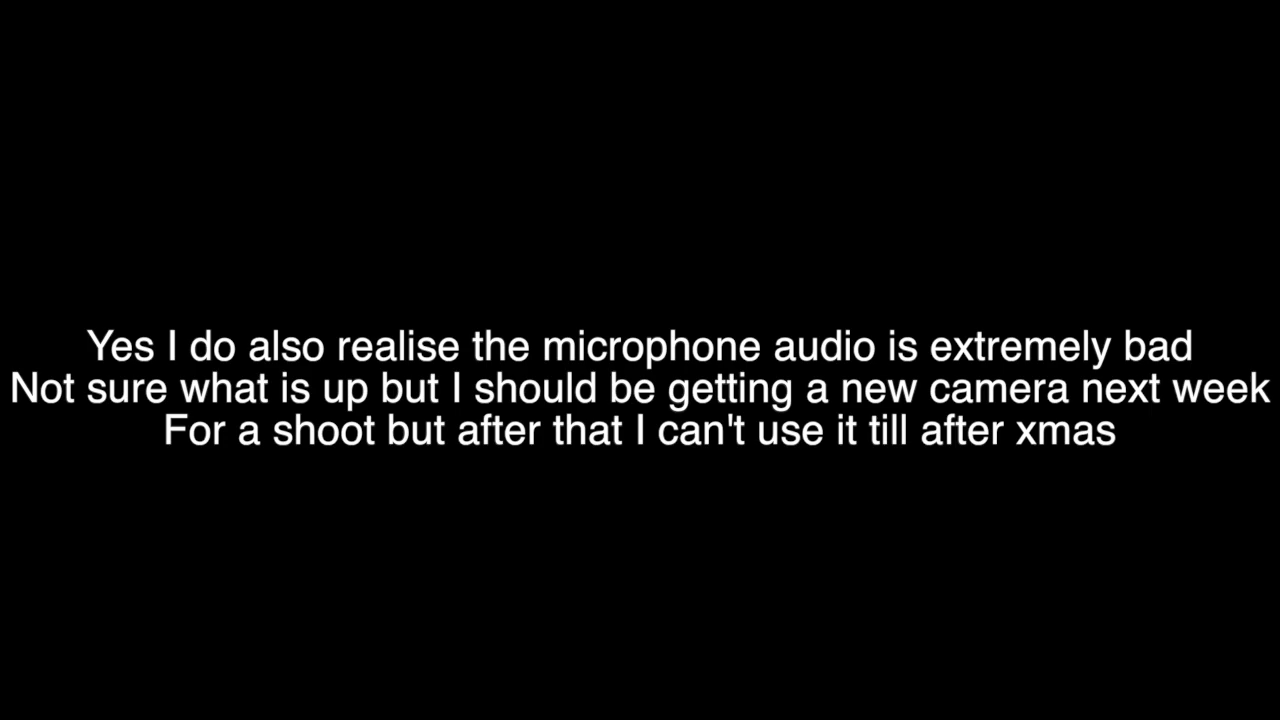 Yes I do also realise the microphone audio is extremely bad
Not sure what is up but I should be getting a new camera next week
For a shoot but after that I can't use it till after xmas